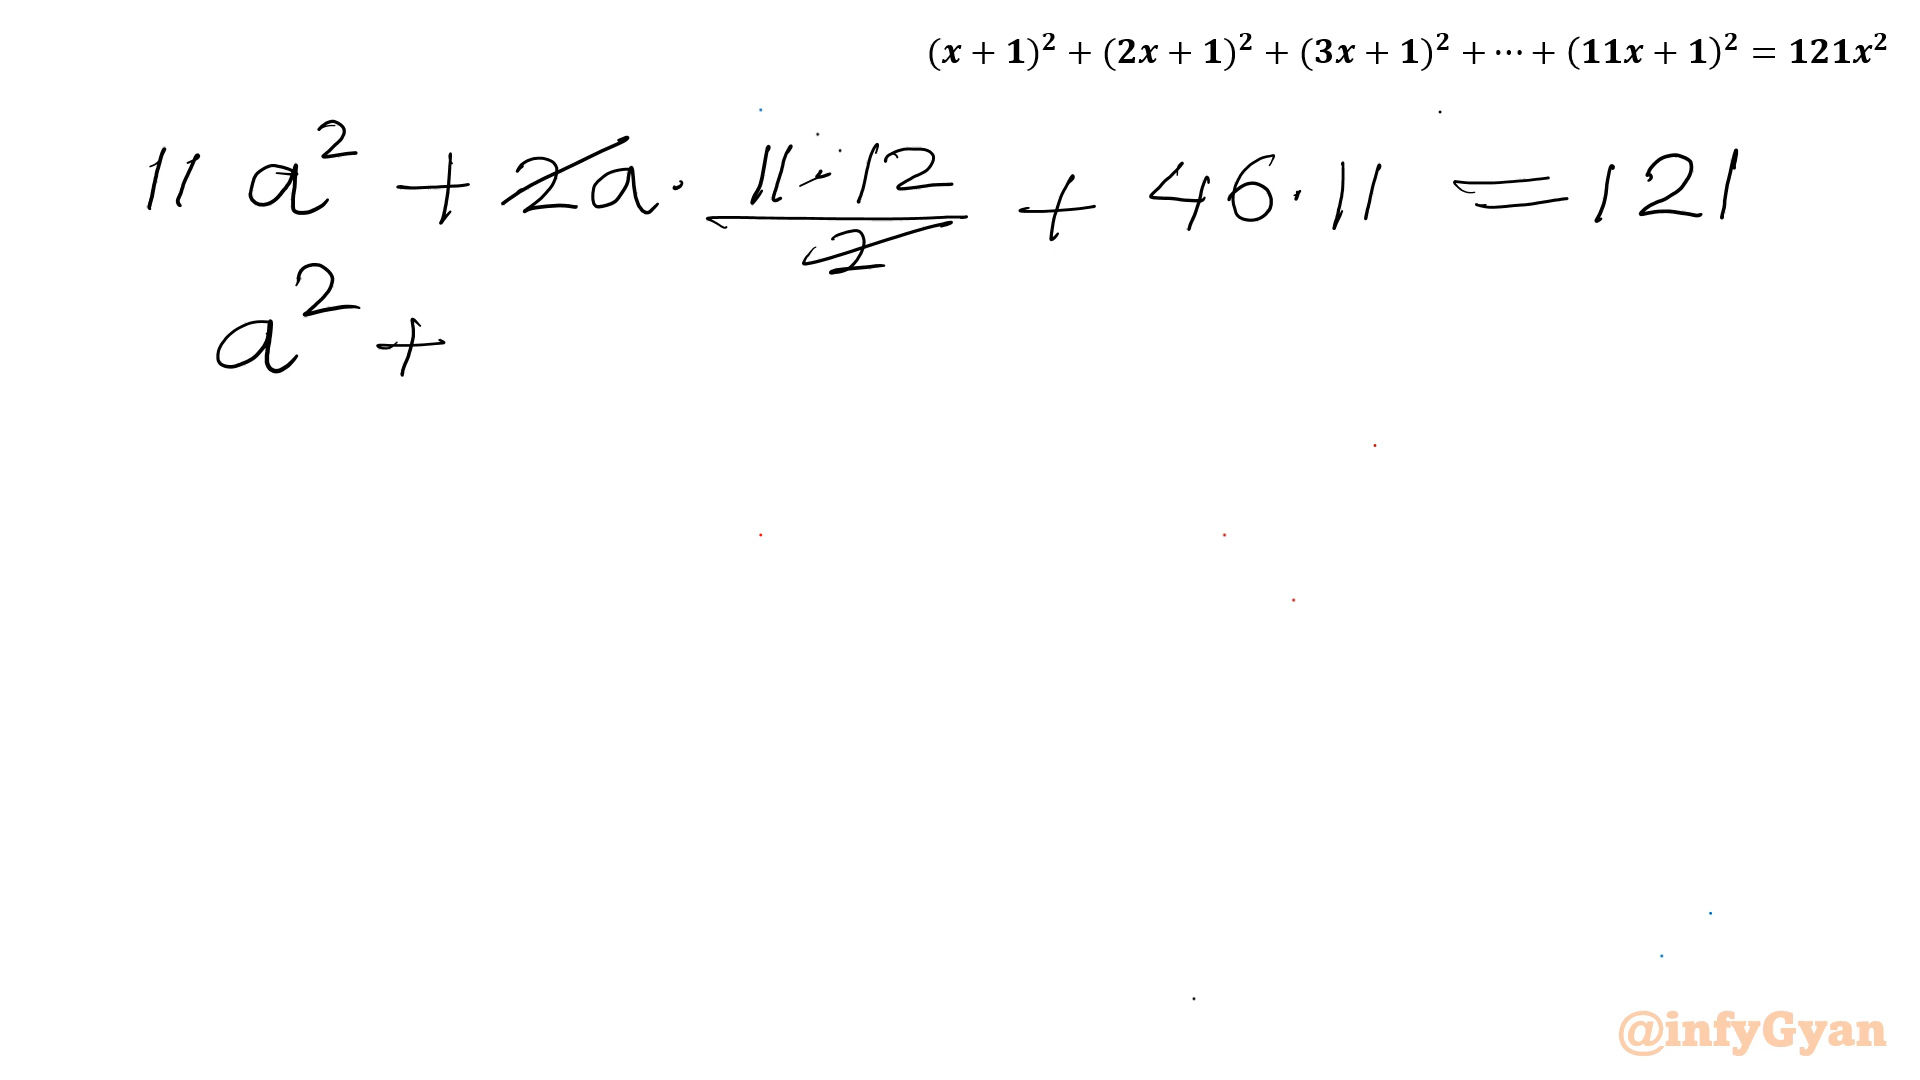 (x + 1)² + (2x + 1)² + (3x + 1)² + ⋯ + (11x + 1)² = 121x²
11 a² + 2a · 11·12/2 + 46·11 = 121
a² +
@infyGyan